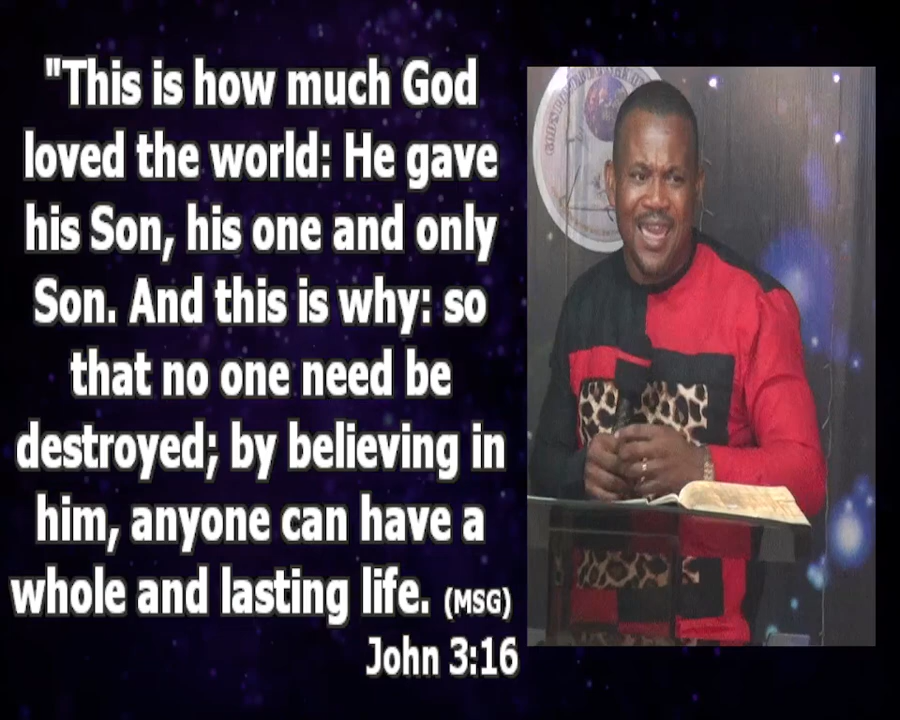 "This is how much God
loved the world: He gave
his Son, his one and only
Son. And this is why: so
that no one need be
destroyed; by believing in
him, anyone can have a
whole and lasting life. (MSG)
John 3:16